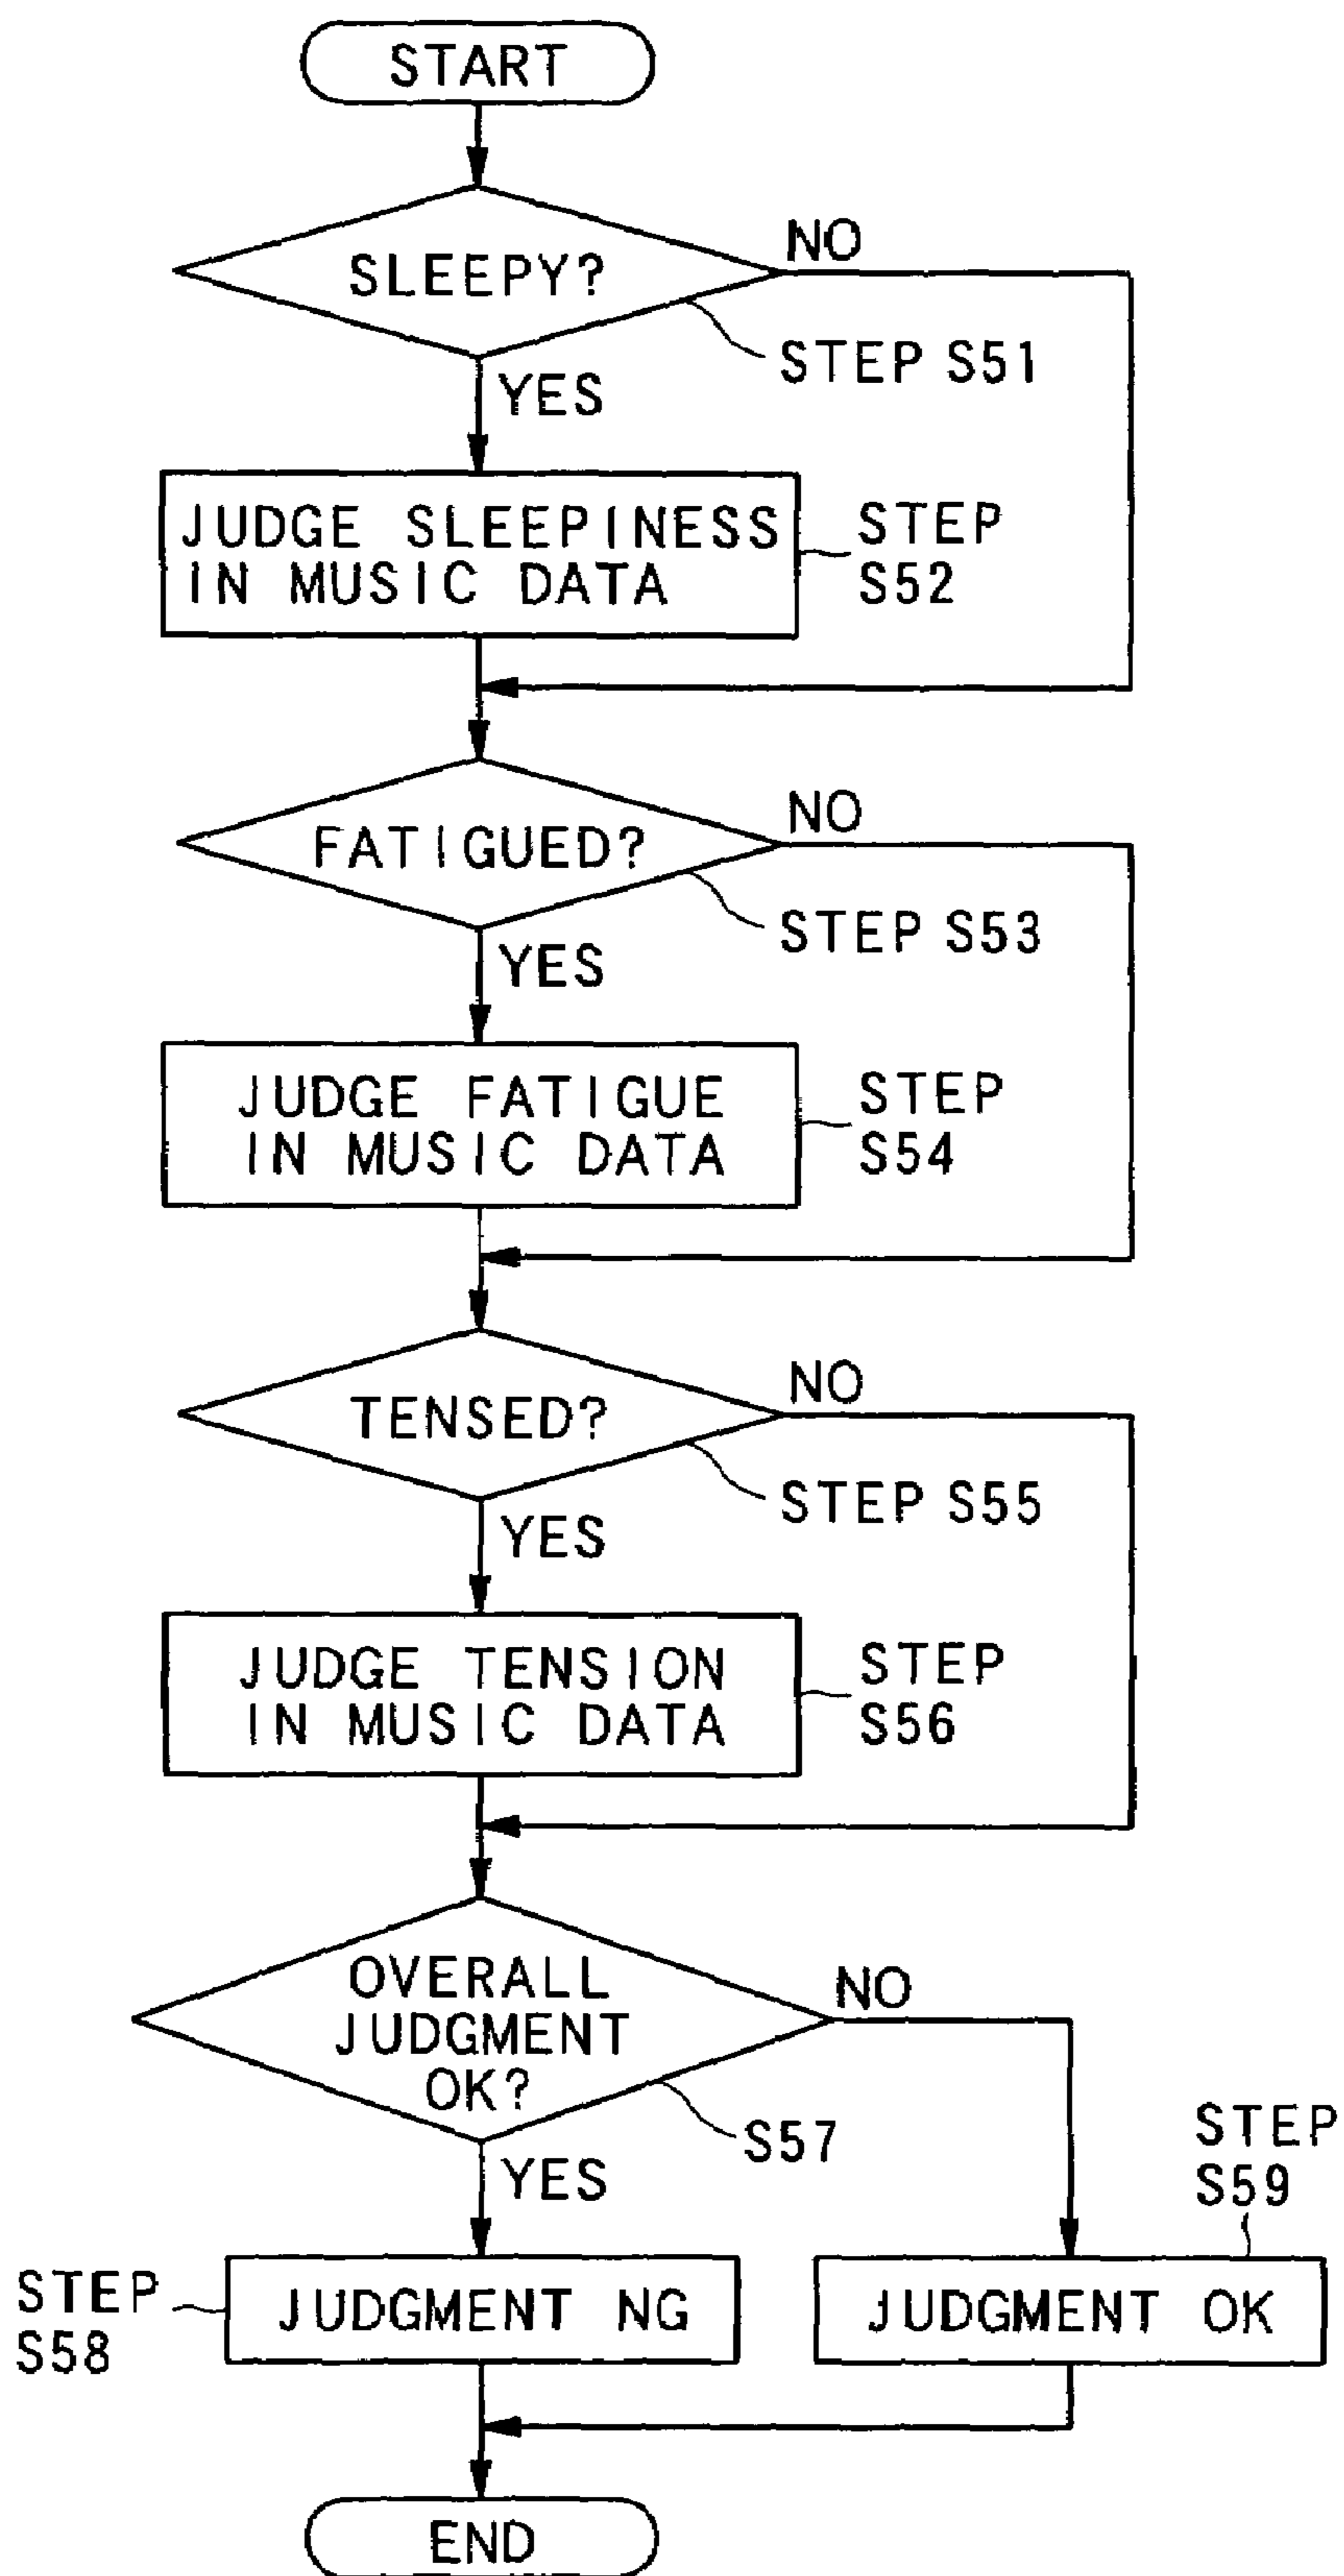 START
SLEEPY?
NO
STEP S51
YES
JUDGE SLEEPINESS
IN MUSIC DATA
STEP
S52
FATIGUED?
NO
STEP S53
YES
JUDGE FATIGUE
IN MUSIC DATA
STEP
S54
TENSED?
NO
STEP S55
YES
JUDGE TENSION
IN MUSIC DATA
STEP
S56
OVERALL
JUDGMENT
OK?
NO
S57
YES
STEP
S59
STEP
S58
JUDGMENT NG
JUDGMENT OK
END